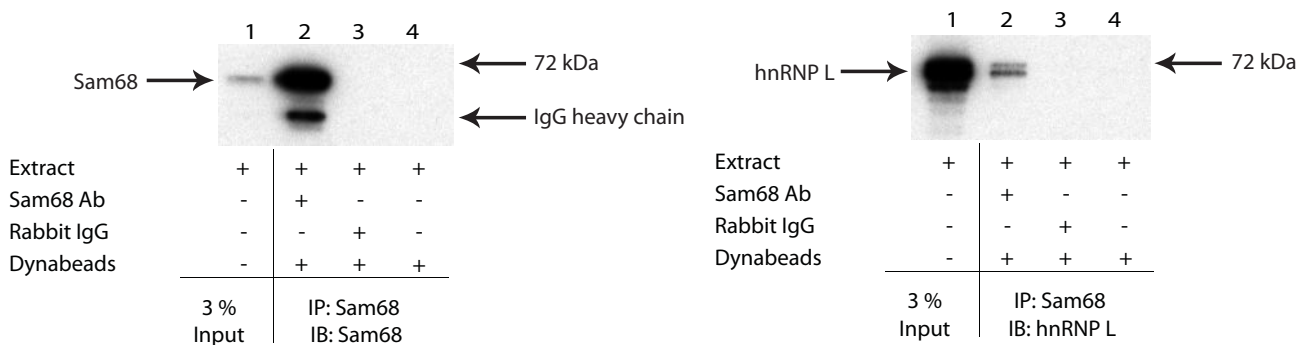 1 2 3 4
Sam68
72 kDa
IgG heavy chain
Extract + + + +
Sam68 Ab - + - -
Rabbit IgG - - + -
Dynabeads - + + +
3 % IP: Sam68
Input IB: Sam68
1 2 3 4
hnRNP L
72 kDa
Extract + + + +
Sam68 Ab - + - -
Rabbit IgG - - + -
Dynabeads - + + +
3 % IP: Sam68
Input IB: hnRNP L